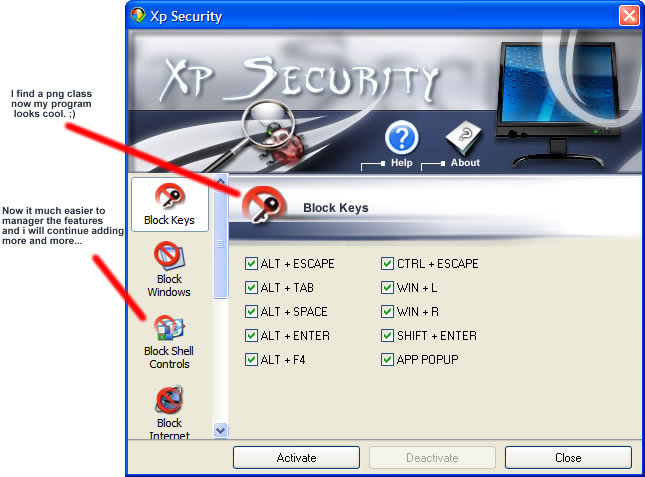 Xp Security
XP SECURITY
I find a png class
now my program
looks cool. ;)
Help
About
Block Keys
Block Keys
Now it much easier to
manager the features
and i will continue adding
more and more...
Block
Windows
Block Shell
Controls
Block
Internet
ALT + ESCAPE
CTRL + ESCAPE
ALT + TAB
WIN + L
ALT + SPACE
WIN + R
ALT + ENTER
SHIFT + ENTER
ALT + F4
APP POPUP
Activate
Deactivate
Close